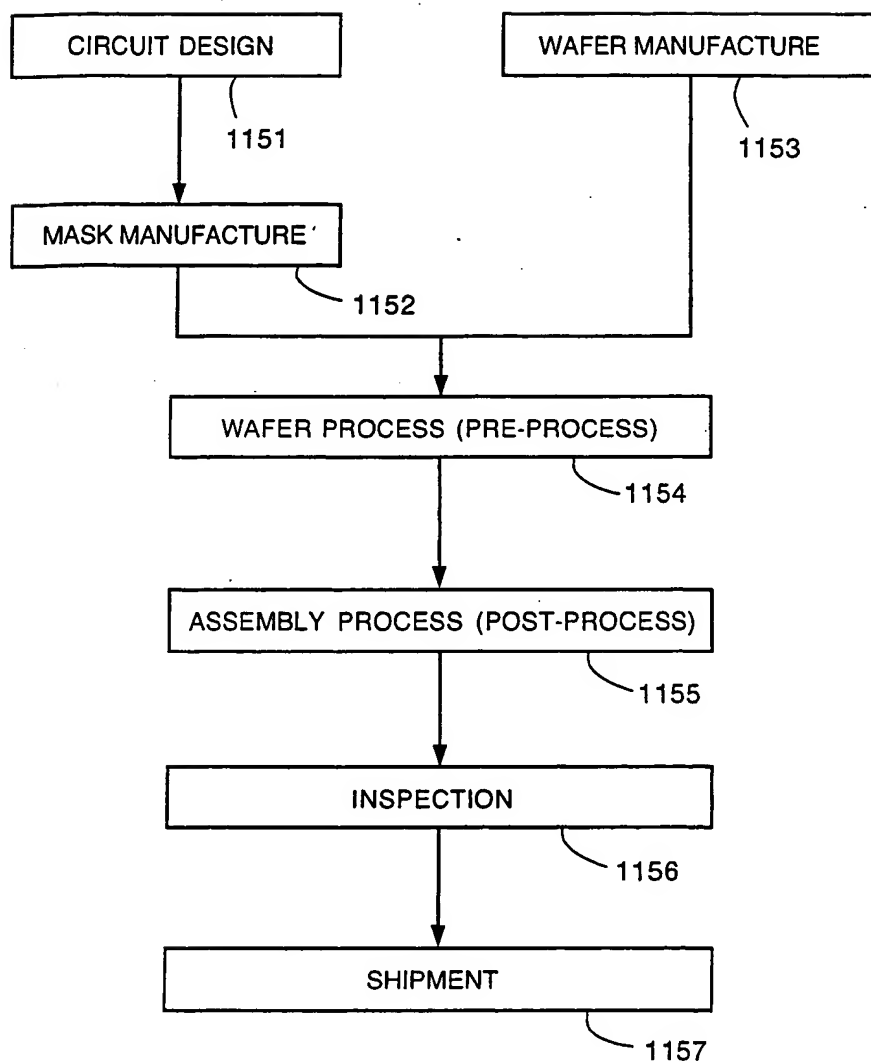 CIRCUIT DESIGN
1151
WAFER MANUFACTURE
1153
MASK MANUFACTURE
1152
WAFER PROCESS (PRE-PROCESS)
1154
ASSEMBLY PROCESS (POST-PROCESS)
1155
INSPECTION
1156
SHIPMENT
1157